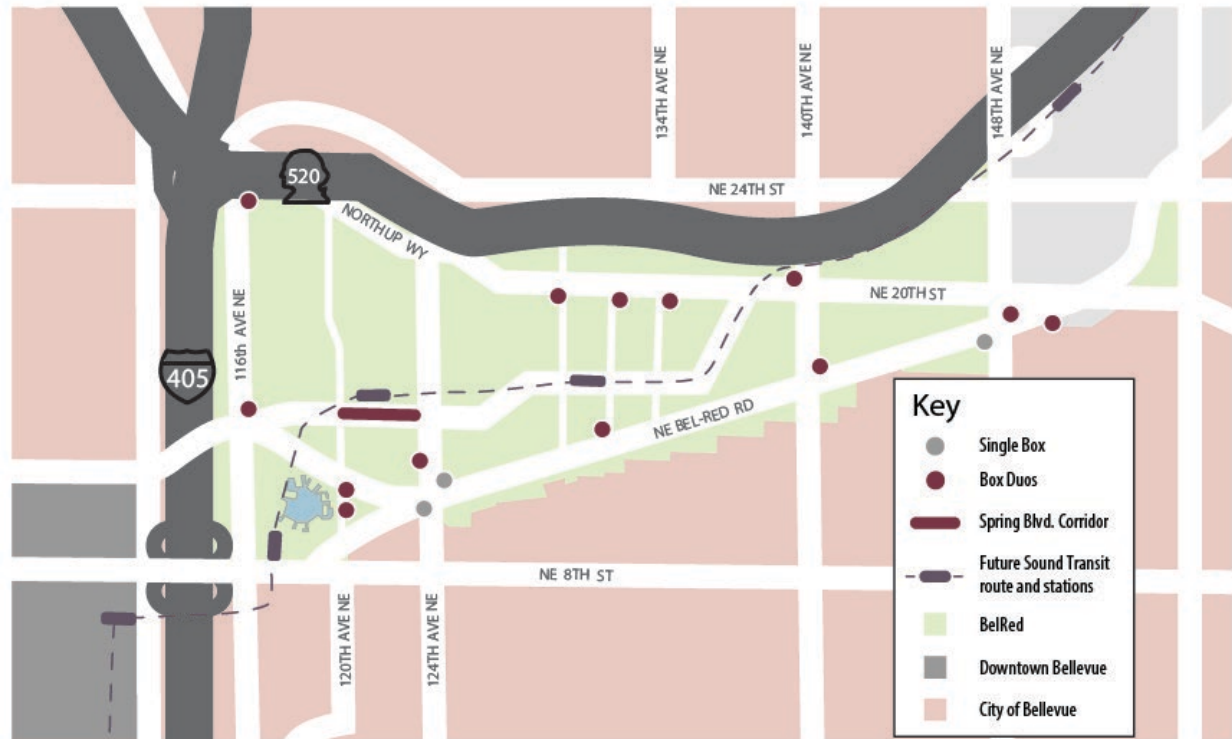 134TH AVE NE
140TH AVE NE
148TH AVE NE
520
NE 24TH ST
NORTHUP WY
NE 20TH ST
116th AVE NE
405
NE BEL-RED RD
NE 8TH ST
120TH AVE NE
124TH AVE NE
Key
Single Box
Box Duos
Spring Blvd. Corridor
Future Sound Transit
route and stations
BelRed
Downtown Bellevue
City of Bellevue